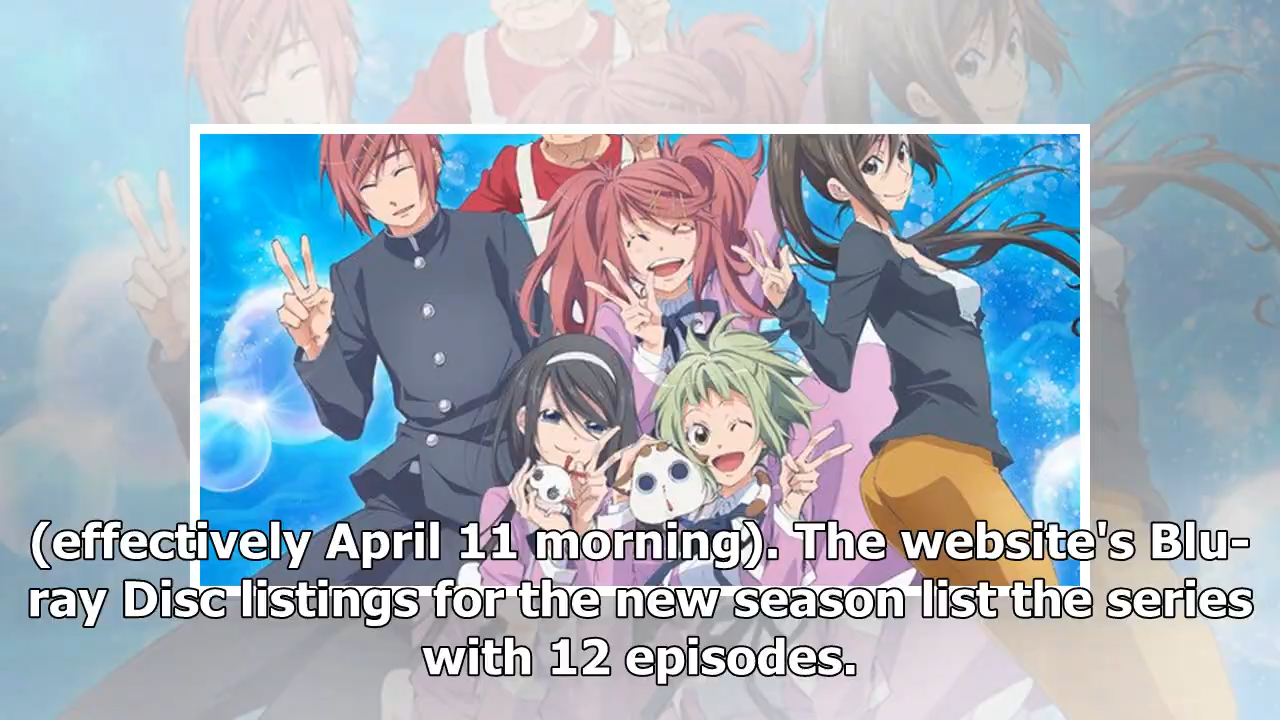 (effectively April 11 morning). The website's Blu-
ray Disc listings for the new season list the series
with 12 episodes.